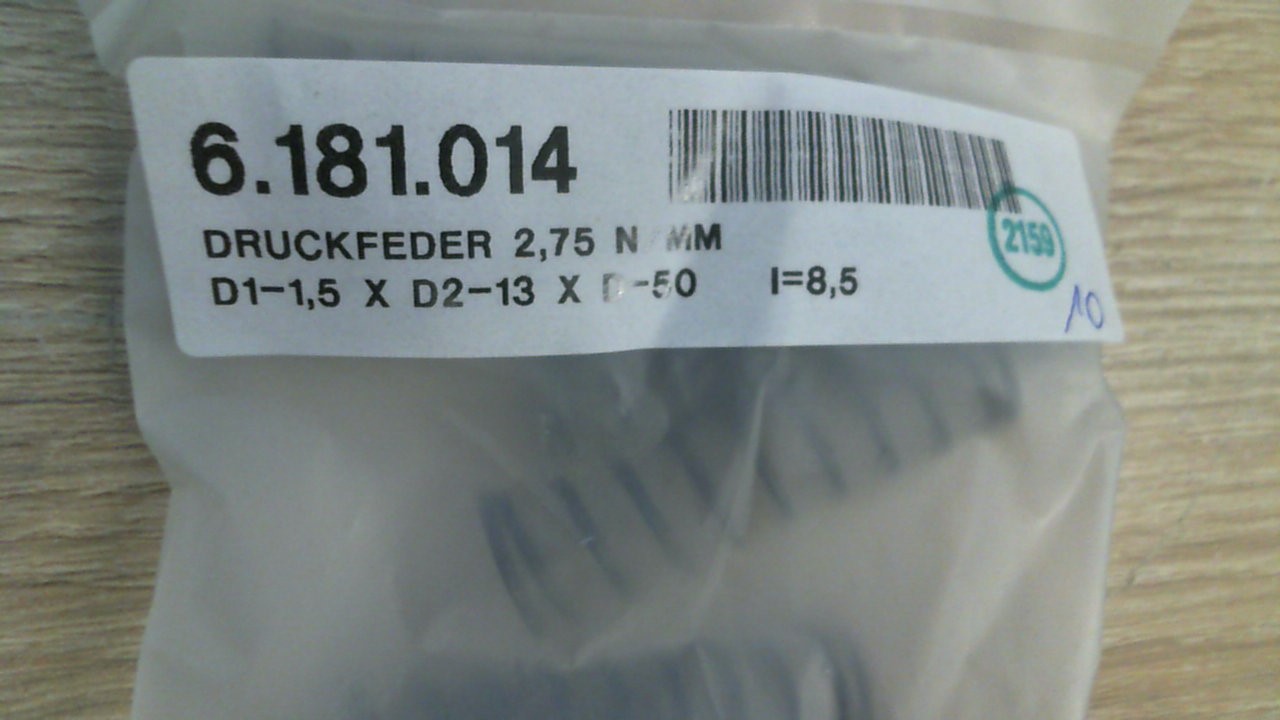 6.181.014
DRUCKFEDER 2,75 N MM
D1-1,5 X D2-13 X -50 I=8,5
2159
10